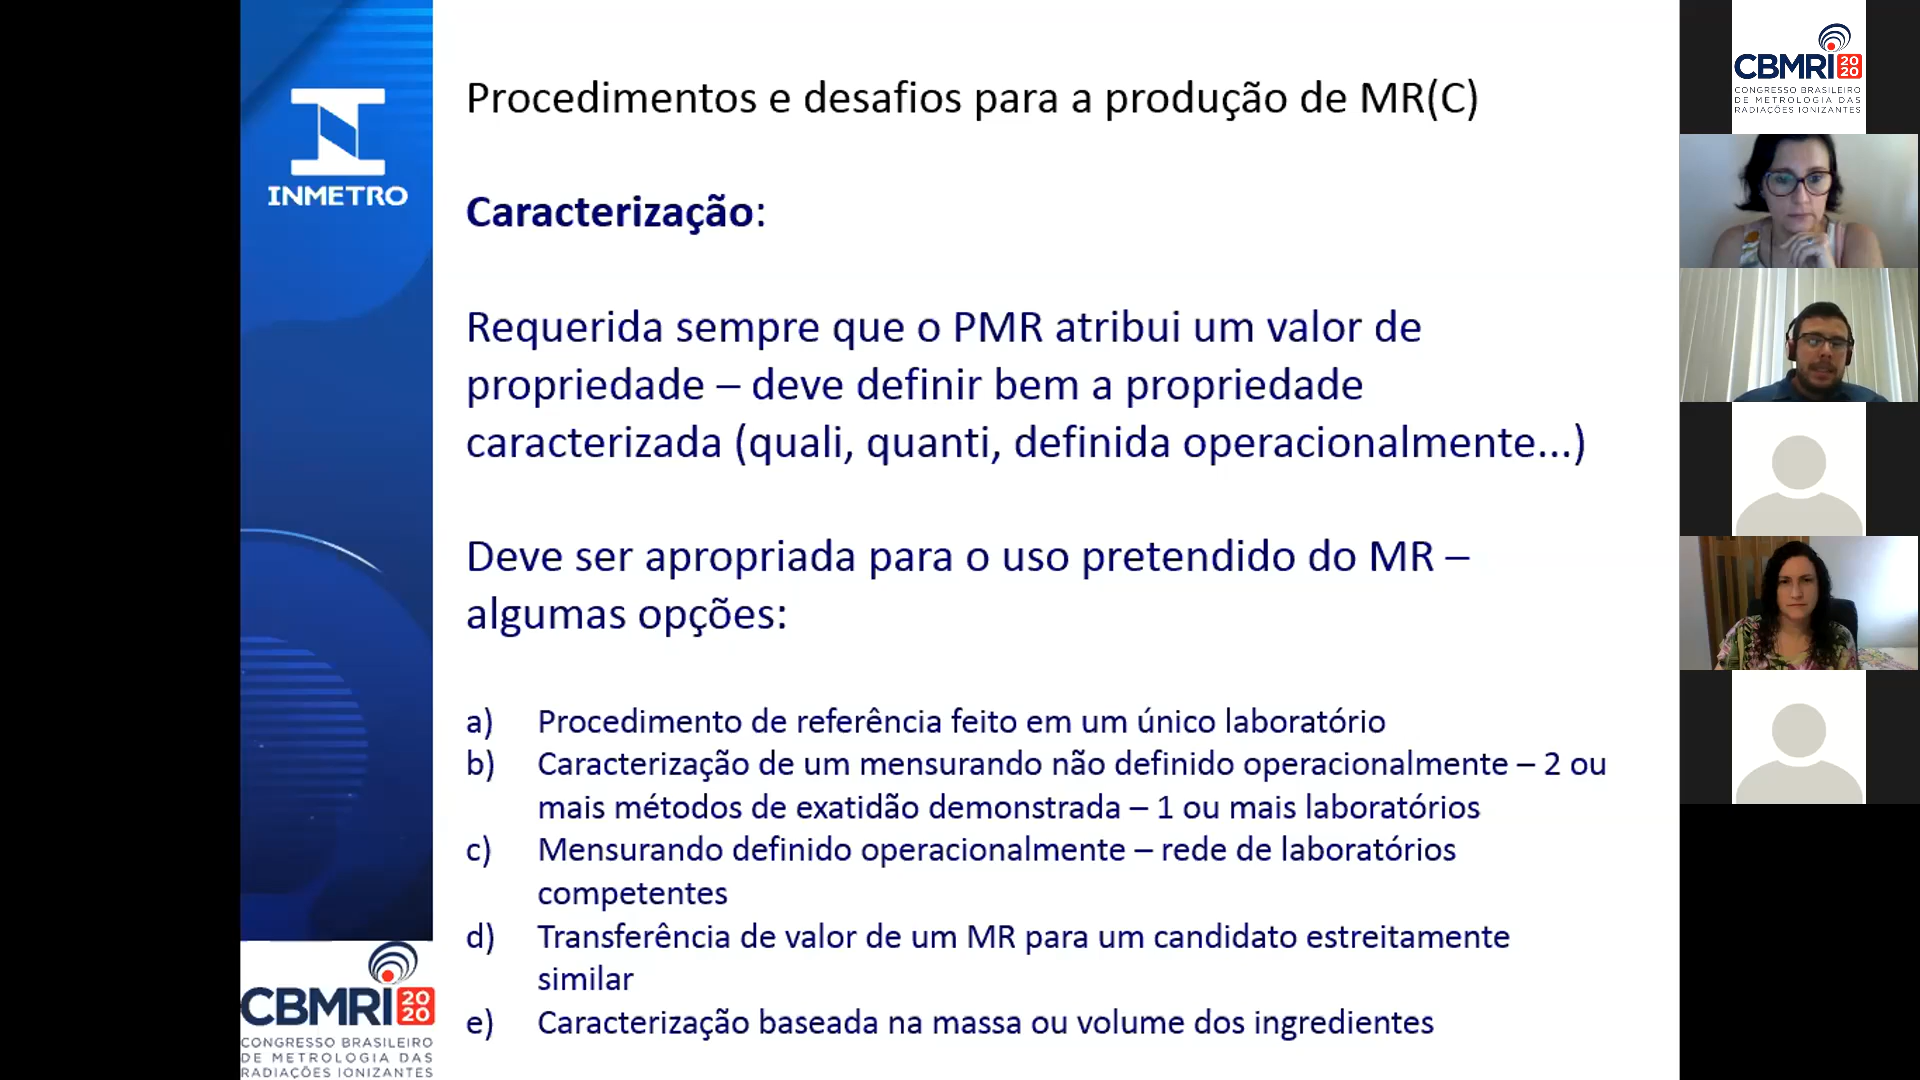 INMETRO
Procedimentos e desafios para a produção de MR(C)
Caracterização:
Requerida sempre que o PMR atribui um valor de
propriedade – deve definir bem a propriedade
caracterizada (quali, quanti, definida operacionalmente...)
Deve ser apropriada para o uso pretendido do MR –
algumas opções:
a) Procedimento de referência feito em um único laboratório
b) Caracterização de um mensurando não definido operacionalmente – 2 ou
mais métodos de exatidão demonstrada – 1 ou mais laboratórios
c) Mensurando definido operacionalmente – rede de laboratórios
competentes
d) Transferência de valor de um MR para um candidato estreitamente
similar
e) Caracterização baseada na massa ou volume dos ingredientes
CBMRI 20
20
CONGRESSO BRASILEIRO
DE METROLOGIA DAS
RADIAÇÕES IONIZANTES
CBMRI 20
20
CONGRESSO BRASILEIRO
DE METROLOGIA DAS
RADIAÇÕES IONIZANTES